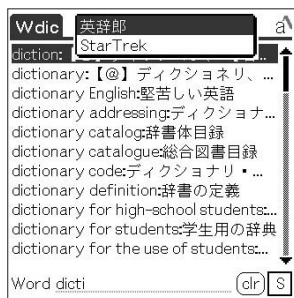 Wdic 英辞郎 a
StarTrek
diction:
dictionary:【@】ディクショネリ、...
dictionary English:堅苦しい英語
dictionary addressing:ディクショナ...
dictionary catalog:辞書体目録
dictionary catalogue:総合図書目録
dictionary code:ディクショナリ・...
dictionary definition:辞書の定義
dictionary for high-school students:...
dictionary for students:学生用の辞典
dictionary for the use of students:...
Word dicti clr S